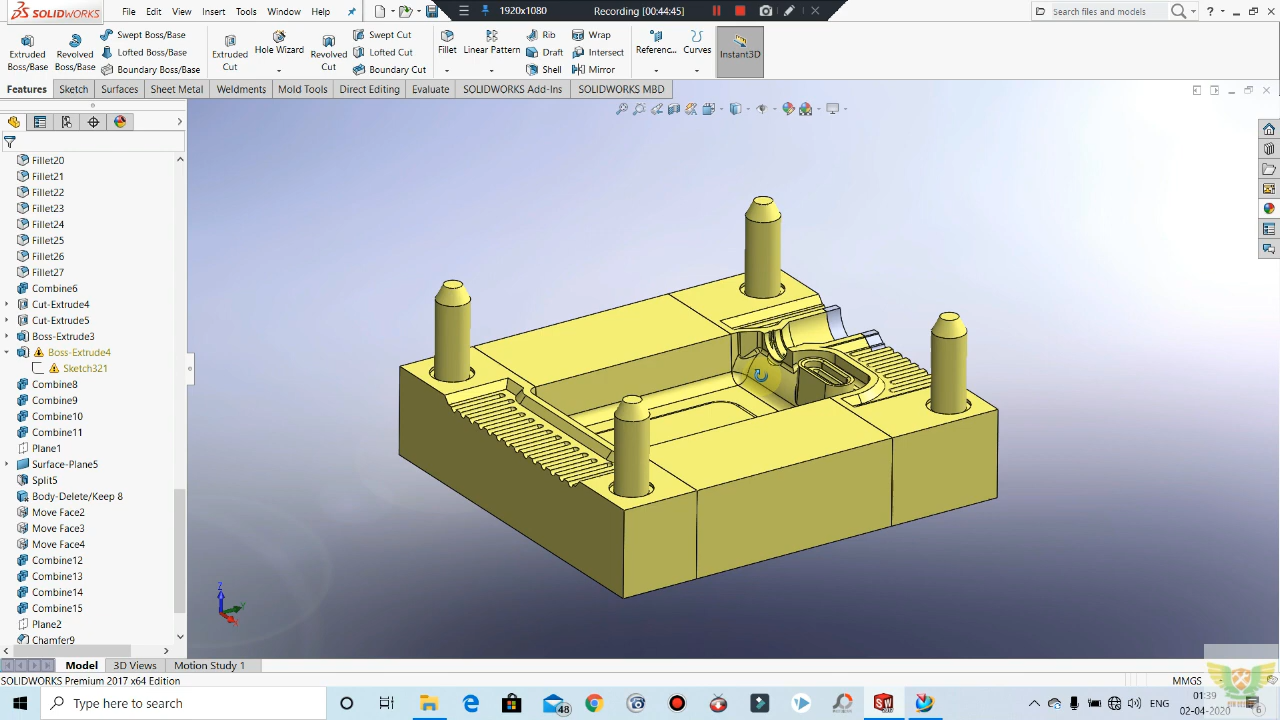 SOLIDWORKS
File Edit View Insert Tools Window Help
1920x1080
Recording [00:44:45]
Search files and models
Extruded Boss/Base
Revolved Boss/Base
Swept Boss/Base
Lofted Boss/Base
Boundary Boss/Base
Extruded Cut
Hole Wizard
Revolved Cut
Swept Cut
Lofted Cut
Boundary Cut
Fillet
Linear Pattern
Rib
Draft
Shell
Wrap
Intersect
Mirror
Referenc...
Curves
Instant3D
Features Sketch Surfaces Sheet Metal Weldments Mold Tools Direct Editing Evaluate SOLIDWORKS Add-Ins SOLIDWORKS MBD
Fillet20
Fillet21
Fillet22
Fillet23
Fillet24
Fillet25
Fillet26
Fillet27
Combine6
Cut-Extrude4
Cut-Extrude5
Boss-Extrude3
Boss-Extrude4
Sketch321
Combine8
Combine9
Combine10
Combine11
Plane1
Surface-Plane5
Split5
Body-Delete/Keep 8
Move Face2
Move Face3
Move Face4
Combine12
Combine13
Combine14
Combine15
Plane2
Chamfer9
Z
Model 3D Views Motion Study 1
SOLIDWORKS Premium 2017 x64 Edition
MMGS
Type here to search
48
SW
ENG
01:39
02-04-2020
6